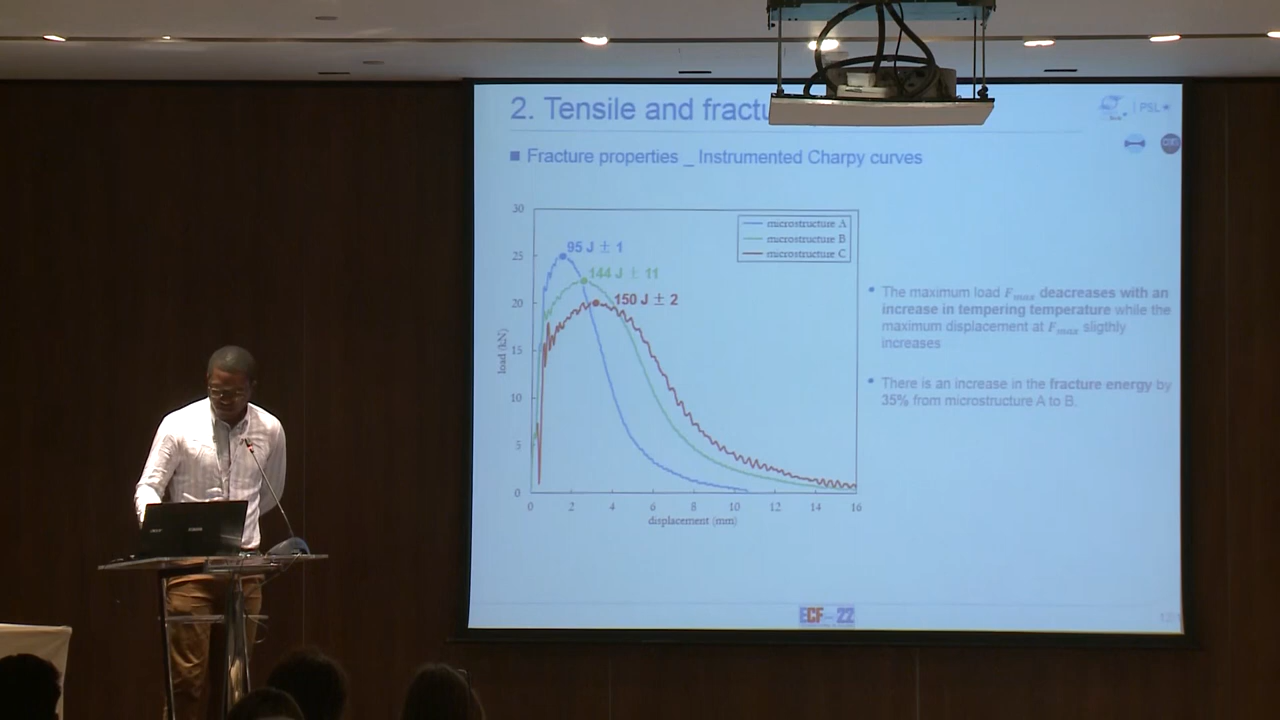 2. Tensile and fractu
PSL★
■ Fracture properties _ Instrumented Charpy curves
30
25
20
15
10
5
0
load (kN)
microstructure A
microstructure B
microstructure C
95 J ± 1
144 J ± 11
150 J ± 2
0 2 4 6 8 10 12 14 16
displacement (mm)
• The maximum load Fmax deacreases with an
increase in tempering temperature while the
maximum displacement at Fmax sligthly
increases
• There is an increase in the fracture energy by
35% from microstructure A to B.
ECF - 22
acer